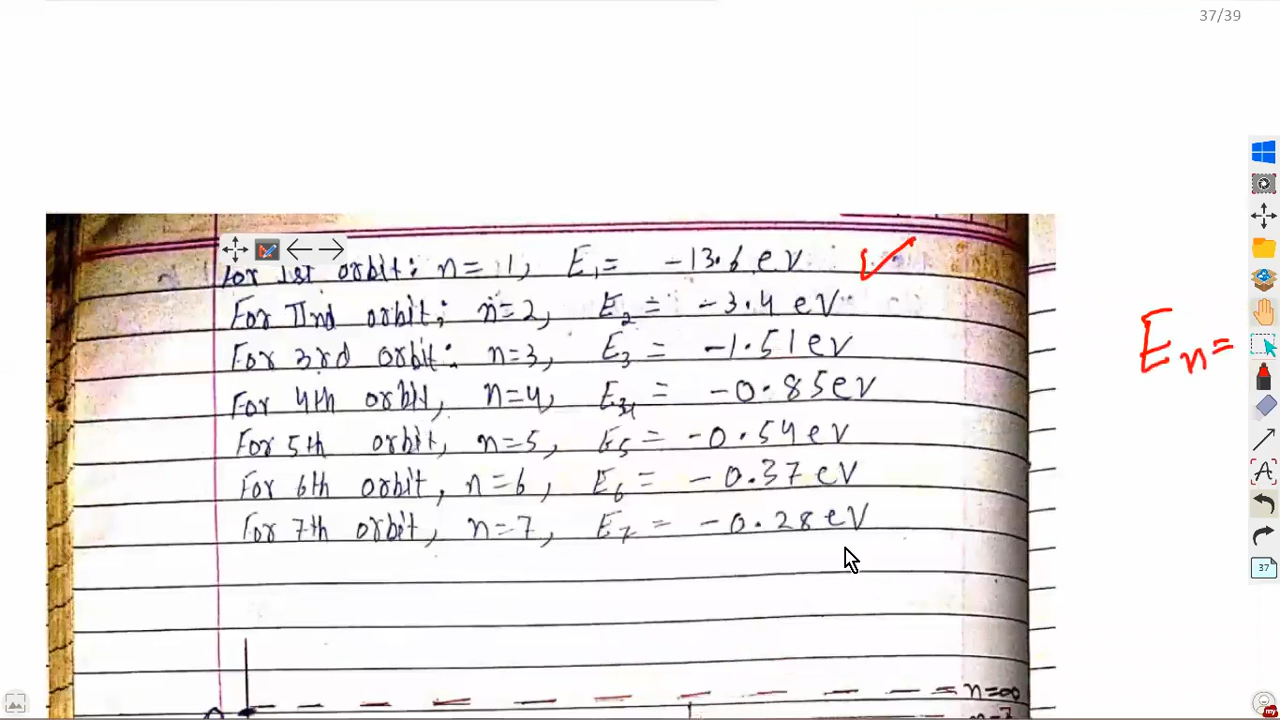 37/39
For 1st orbit: n= 1, E₁= -13.6 eV
For IInd orbit; n=2, E₂ = -3.4 eV
For 3rd orbit: n=3, E₃ = -1.51 eV
For 4th orbit, n=4, E₄ = -0.85eV
For 5th orbit, n=5, E₅ = -0.54 eV
For 6th orbit, n=6, E₆ = -0.37 eV
For 7th orbit, n=7, E₇ = -0.28 eV
Eₙ=
n=∞
37